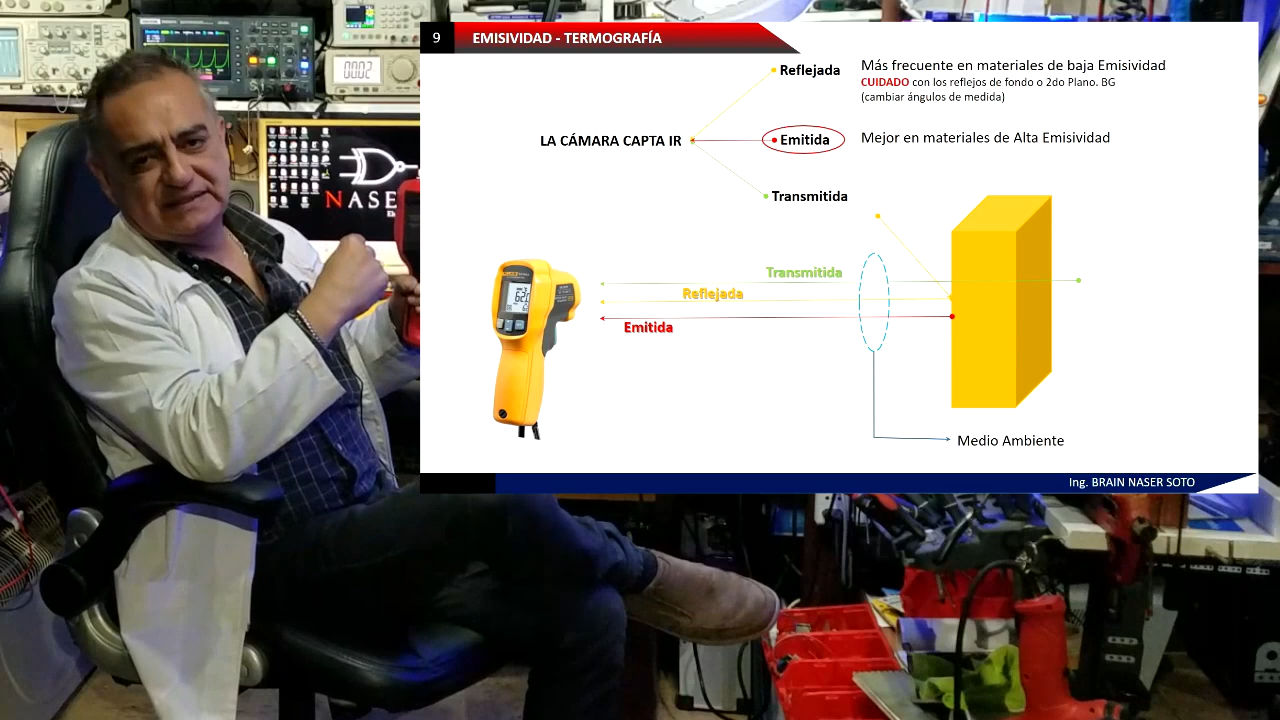 9
EMISIVIDAD - TERMOGRAFÍA
Reflejada
Más frecuente en materiales de baja Emisividad
CUIDADO con los reflejos de fondo o 2do Plano. BG
(cambiar ángulos de medida)
LA CÁMARA CAPTA IR
Emitida
Mejor en materiales de Alta Emisividad
Transmitida
Transmitida
Reflejada
Emitida
Medio Ambiente
Ing. BRAIN NASER SOTO
NASE
00.02